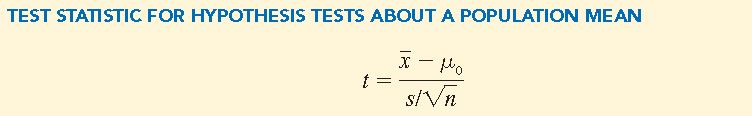 TEST STATISTIC FOR HYPOTHESIS TESTS ABOUT A POPULATION MEAN
t = (x̄ − μ₀) / (s/√n)